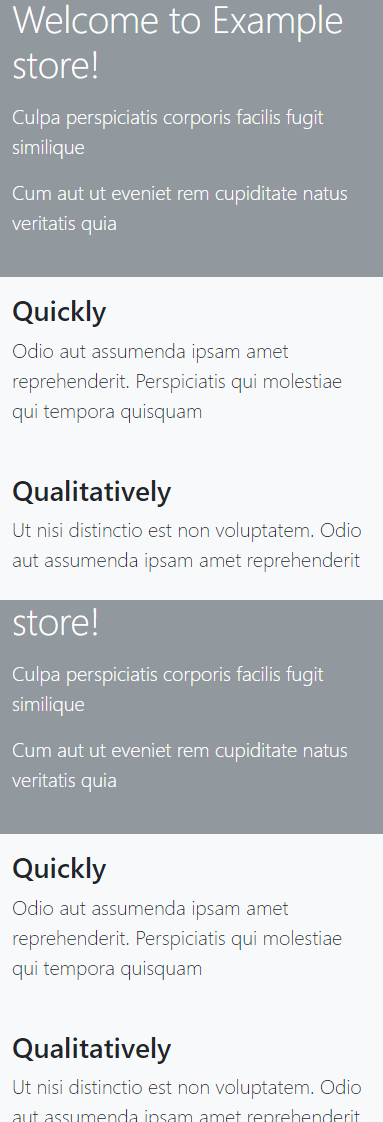 Welcome to Example
store!
Culpa perspiciatis corporis facilis fugit
similique
Cum aut ut eveniet rem cupiditate natus
veritatis quia
Quickly
Odio aut assumenda ipsam amet
reprehenderit. Perspiciatis qui molestiae
qui tempora quisquam
Qualitatively
Ut nisi distinctio est non voluptatem. Odio
aut assumenda ipsam amet reprehenderit
store!
Culpa perspiciatis corporis facilis fugit
similique
Cum aut ut eveniet rem cupiditate natus
veritatis quia
Quickly
Odio aut assumenda ipsam amet
reprehenderit. Perspiciatis qui molestiae
qui tempora quisquam
Qualitatively
Ut nisi distinctio est non voluptatem. Odio
aut assumenda ipsam amet reprehenderit